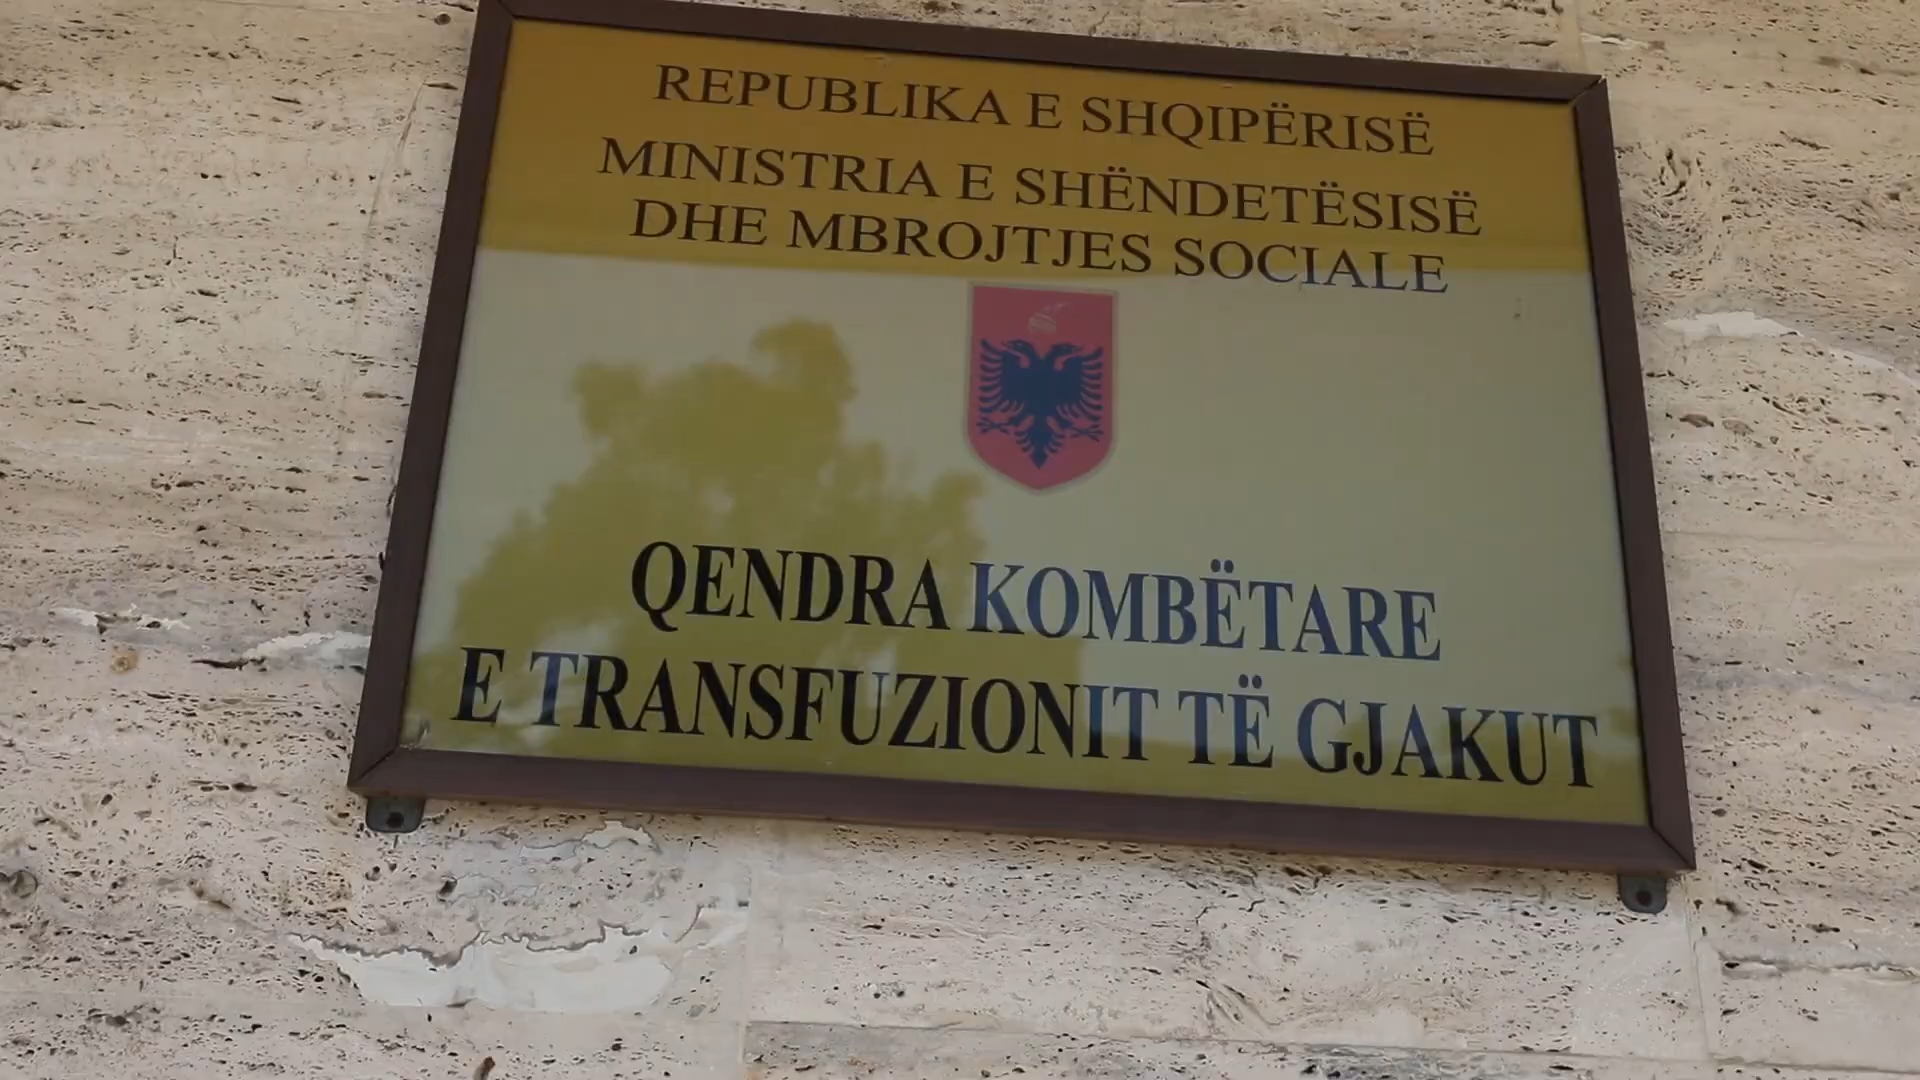 REPUBLIKA E SHQIPËRISË
MINISTRIA E SHËNDETËSISË
DHE MBROJTJES SOCIALE
QENDRA KOMBËTARE
E TRANSFUZIONIT TË GJAKUT